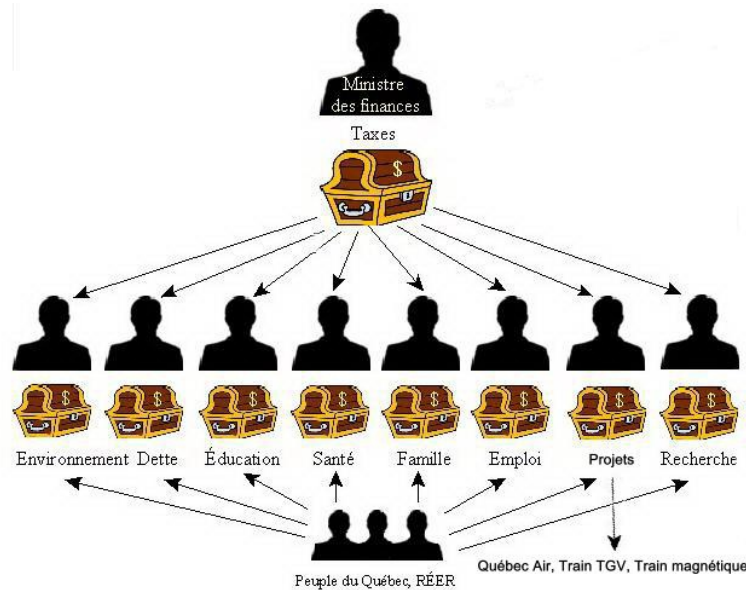 Ministre
des finances
Taxes
$
$ $ $ $ $ $ $ $
Environnement Dette Éducation Santé Famille Emploi Projets Recherche
Québec Air, Train TGV, Train magnétique
Peuple du Québec, RÉER